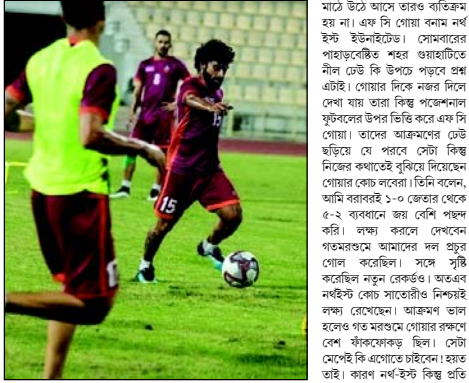 মাঠে উঠে আসে তারও ব্যতিক্রম
হয় না। এফ সি গোয়া বনাম নর্থ
ইস্ট ইউনাইটেড। সোমবারের
পাহাড়বেষ্টিত শহর গুয়াহাটিতে
নীল ঢেউ কি উপচে পড়বে প্রশ্ন
এটাই। গোয়ার দিকে নজর দিলে
দেখা যায় তারা কিন্তু পজেশনাল
ফুটবলের উপর ভিত্তি করে এফ সি
গোয়া। তাদের আক্রমণের ঢেউ
ছড়িয়ে যে পরবে সেটা কিন্তু
নিজের কথাতেই বুঝিয়ে দিয়েছেন
গোয়ার কোচ লবেরা। তিনি বলেন,
আমি বরাবরই ১-০ জেতার থেকে
৫-২ ব্যবধানে জয় বেশি পছন্দ
করি। লক্ষ্য করলে দেখবেন
গতমরশুমে আমাদের দল প্রচুর
গোল করেছিল। সঙ্গে সৃষ্টি
করেছিল নতুন রেকর্ডও। অতএব
নর্থইস্ট কোচ সাতোরীও নিশ্চয়ই
লক্ষ্য রেখেছেন। আক্রমণ ভাল
হলেও গত মরশুমে গোয়ার রক্ষণে
বেশ ফাঁকফোকড় ছিল। সেটা
মেপেই কি এগোতে চাইবেন! হয়ত
তাই। কারণ নর্থ-ইস্ট কিন্তু প্রতি
8
15
15